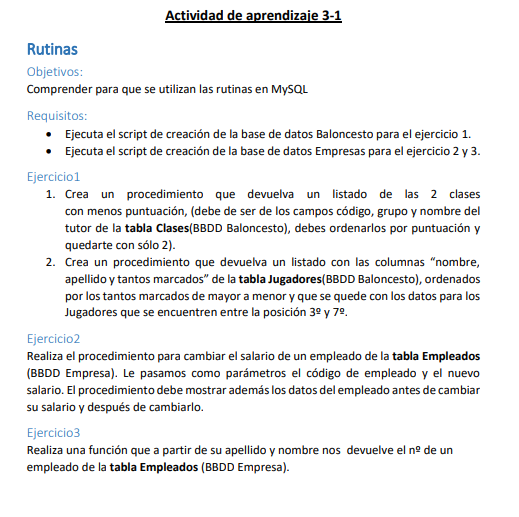 Actividad de aprendizaje 3-1
Rutinas
Objetivos:
Comprender para que se utilizan las rutinas en MySQL
Requisitos:
• Ejecuta el script de creación de la base de datos Baloncesto para el ejercicio 1.
• Ejecuta el script de creación de la base de datos Empresas para el ejercicio 2 y 3.
Ejercicio1
1. Crea un procedimiento que devuelva un listado de las 2 clases
con menos puntuación, (debe de ser de los campos código, grupo y nombre del
tutor de la tabla Clases(BBDD Baloncesto), debes ordenarlos por puntuación y
quedarte con sólo 2).
2. Crea un procedimiento que devuelva un listado con las columnas “nombre,
apellido y tantos marcados” de la tabla Jugadores(BBDD Baloncesto), ordenados
por los tantos marcados de mayor a menor y que se quede con los datos para los
Jugadores que se encuentren entre la posición 3º y 7º.
Ejercicio2
Realiza el procedimiento para cambiar el salario de un empleado de la tabla Empleados
(BBDD Empresa). Le pasamos como parámetros el código de empleado y el nuevo
salario. El procedimiento debe mostrar además los datos del empleado antes de cambiar
su salario y después de cambiarlo.
Ejercicio3
Realiza una función que a partir de su apellido y nombre nos devuelve el nº de un
empleado de la tabla Empleados (BBDD Empresa).